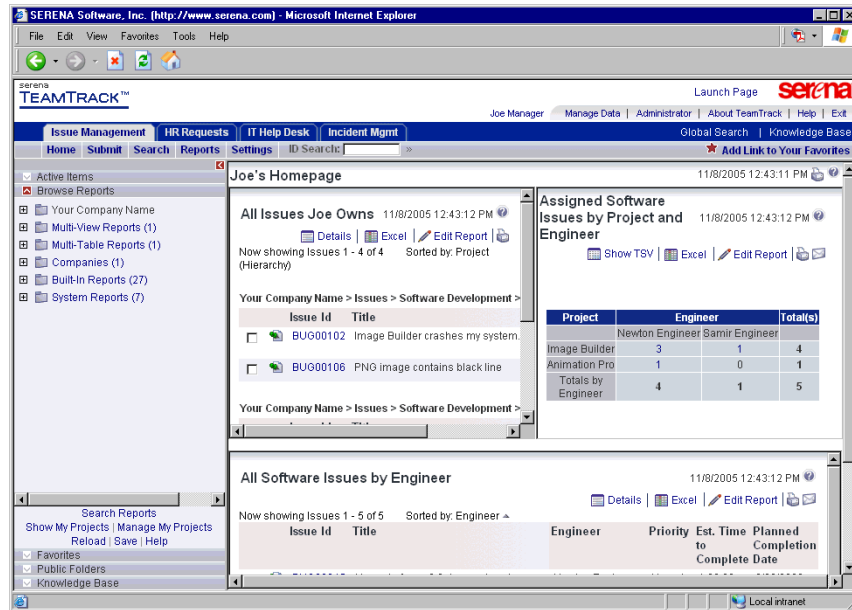 SERENA Software, Inc. (http://www.serena.com) - Microsoft Internet Explorer
File Edit View Favorites Tools Help
serena
TEAMTRACK™
Launch Page
serena
Joe Manager Manage Data | Administrator | About TeamTrack | Help | Exit
Issue Management HR Requests IT Help Desk Incident Mgmt
Global Search | Knowledge Base
Home Submit Search Reports Settings ID Search: »
Add Link to Your Favorites
Active Items
Browse Reports
Your Company Name
Multi-View Reports (1)
Multi-Table Reports (1)
Companies (1)
Built-In Reports (27)
System Reports (7)
Search Reports
Show My Projects | Manage My Projects
Reload | Save | Help
Favorites
Public Folders
Knowledge Base
Joe's Homepage
11/8/2005 12:43:11 PM
All Issues Joe Owns 11/8/2005 12:43:12 PM
Details | Excel | Edit Report |
Now showing Issues 1 - 4 of 4 Sorted by: Project
(Hierarchy)
Your Company Name > Issues > Software Development >
Issue Id Title
BUG00102 Image Builder crashes my system.
BUG00106 PNG image contains black line
Your Company Name > Issues > Software Development >
Assigned Software
Issues by Project and
Engineer
11/8/2005 12:43:12 PM
Show TSV | Excel | Edit Report |
Project Engineer Total(s)
Newton Engineer Samir Engineer
Image Builder 3 1 4
Animation Pro 1 0 1
Totals by
Engineer
4 1 5
All Software Issues by Engineer
11/8/2005 12:43:12 PM
Details | Excel | Edit Report |
Now showing Issues 1 - 5 of 5 Sorted by: Engineer
Issue Id Title Engineer Priority Est. Time Planned
to Completion
Complete Date
Local intranet